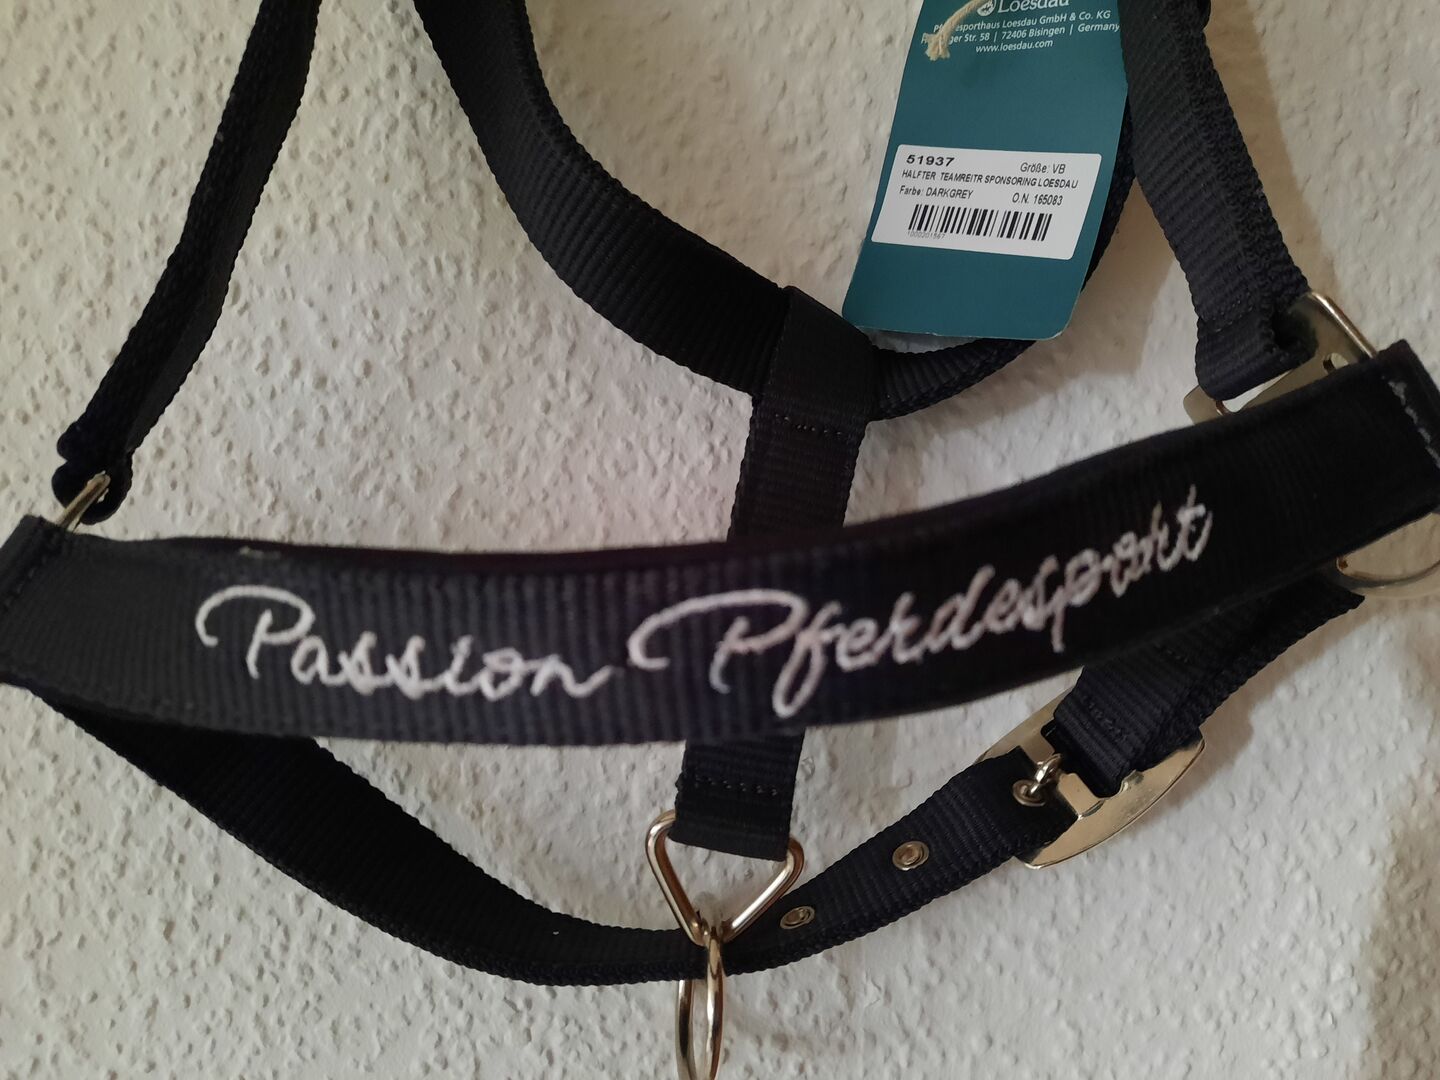 Loesdau
Pferdesporthaus Loesdau GmbH & Co. KG
Str. 58 | 72406 Bisingen | Germany
www.loesdau.com
51937 Größe: VB
HALFTER TEAMREITR SPONSORING LOESDAU
Farbe: DARKGREY O.N. 165083
Passion Pferdesport